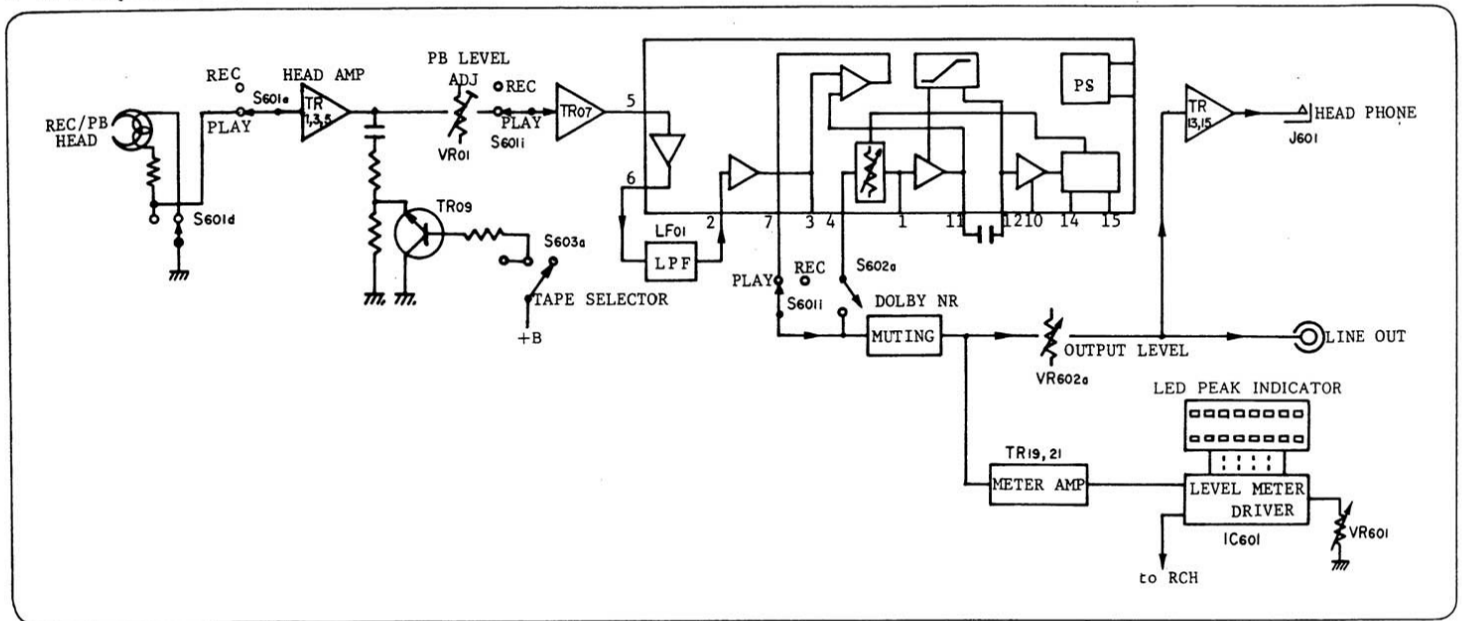 REC
HEAD AMP
PB LEVEL
ADJ
REC
S601a
TR
1,3,5
PLAY
REC/PB
HEAD
VR01
PLAY
S601i
TR07
5
PS
TR
13,15
HEAD PHONE
J601
6
S601d
TR09
2
7
3
4
1
11
12
10
14
15
LF01
LPF
S603a
TAPE SELECTOR
+B
PLAY
REC
S601i
S602a
DOLBY NR
MUTING
OUTPUT LEVEL
VR602a
LINE OUT
LED PEAK INDICATOR
TR19,21
METER AMP
LEVEL METER
DRIVER
IC601
VR601
to RCH